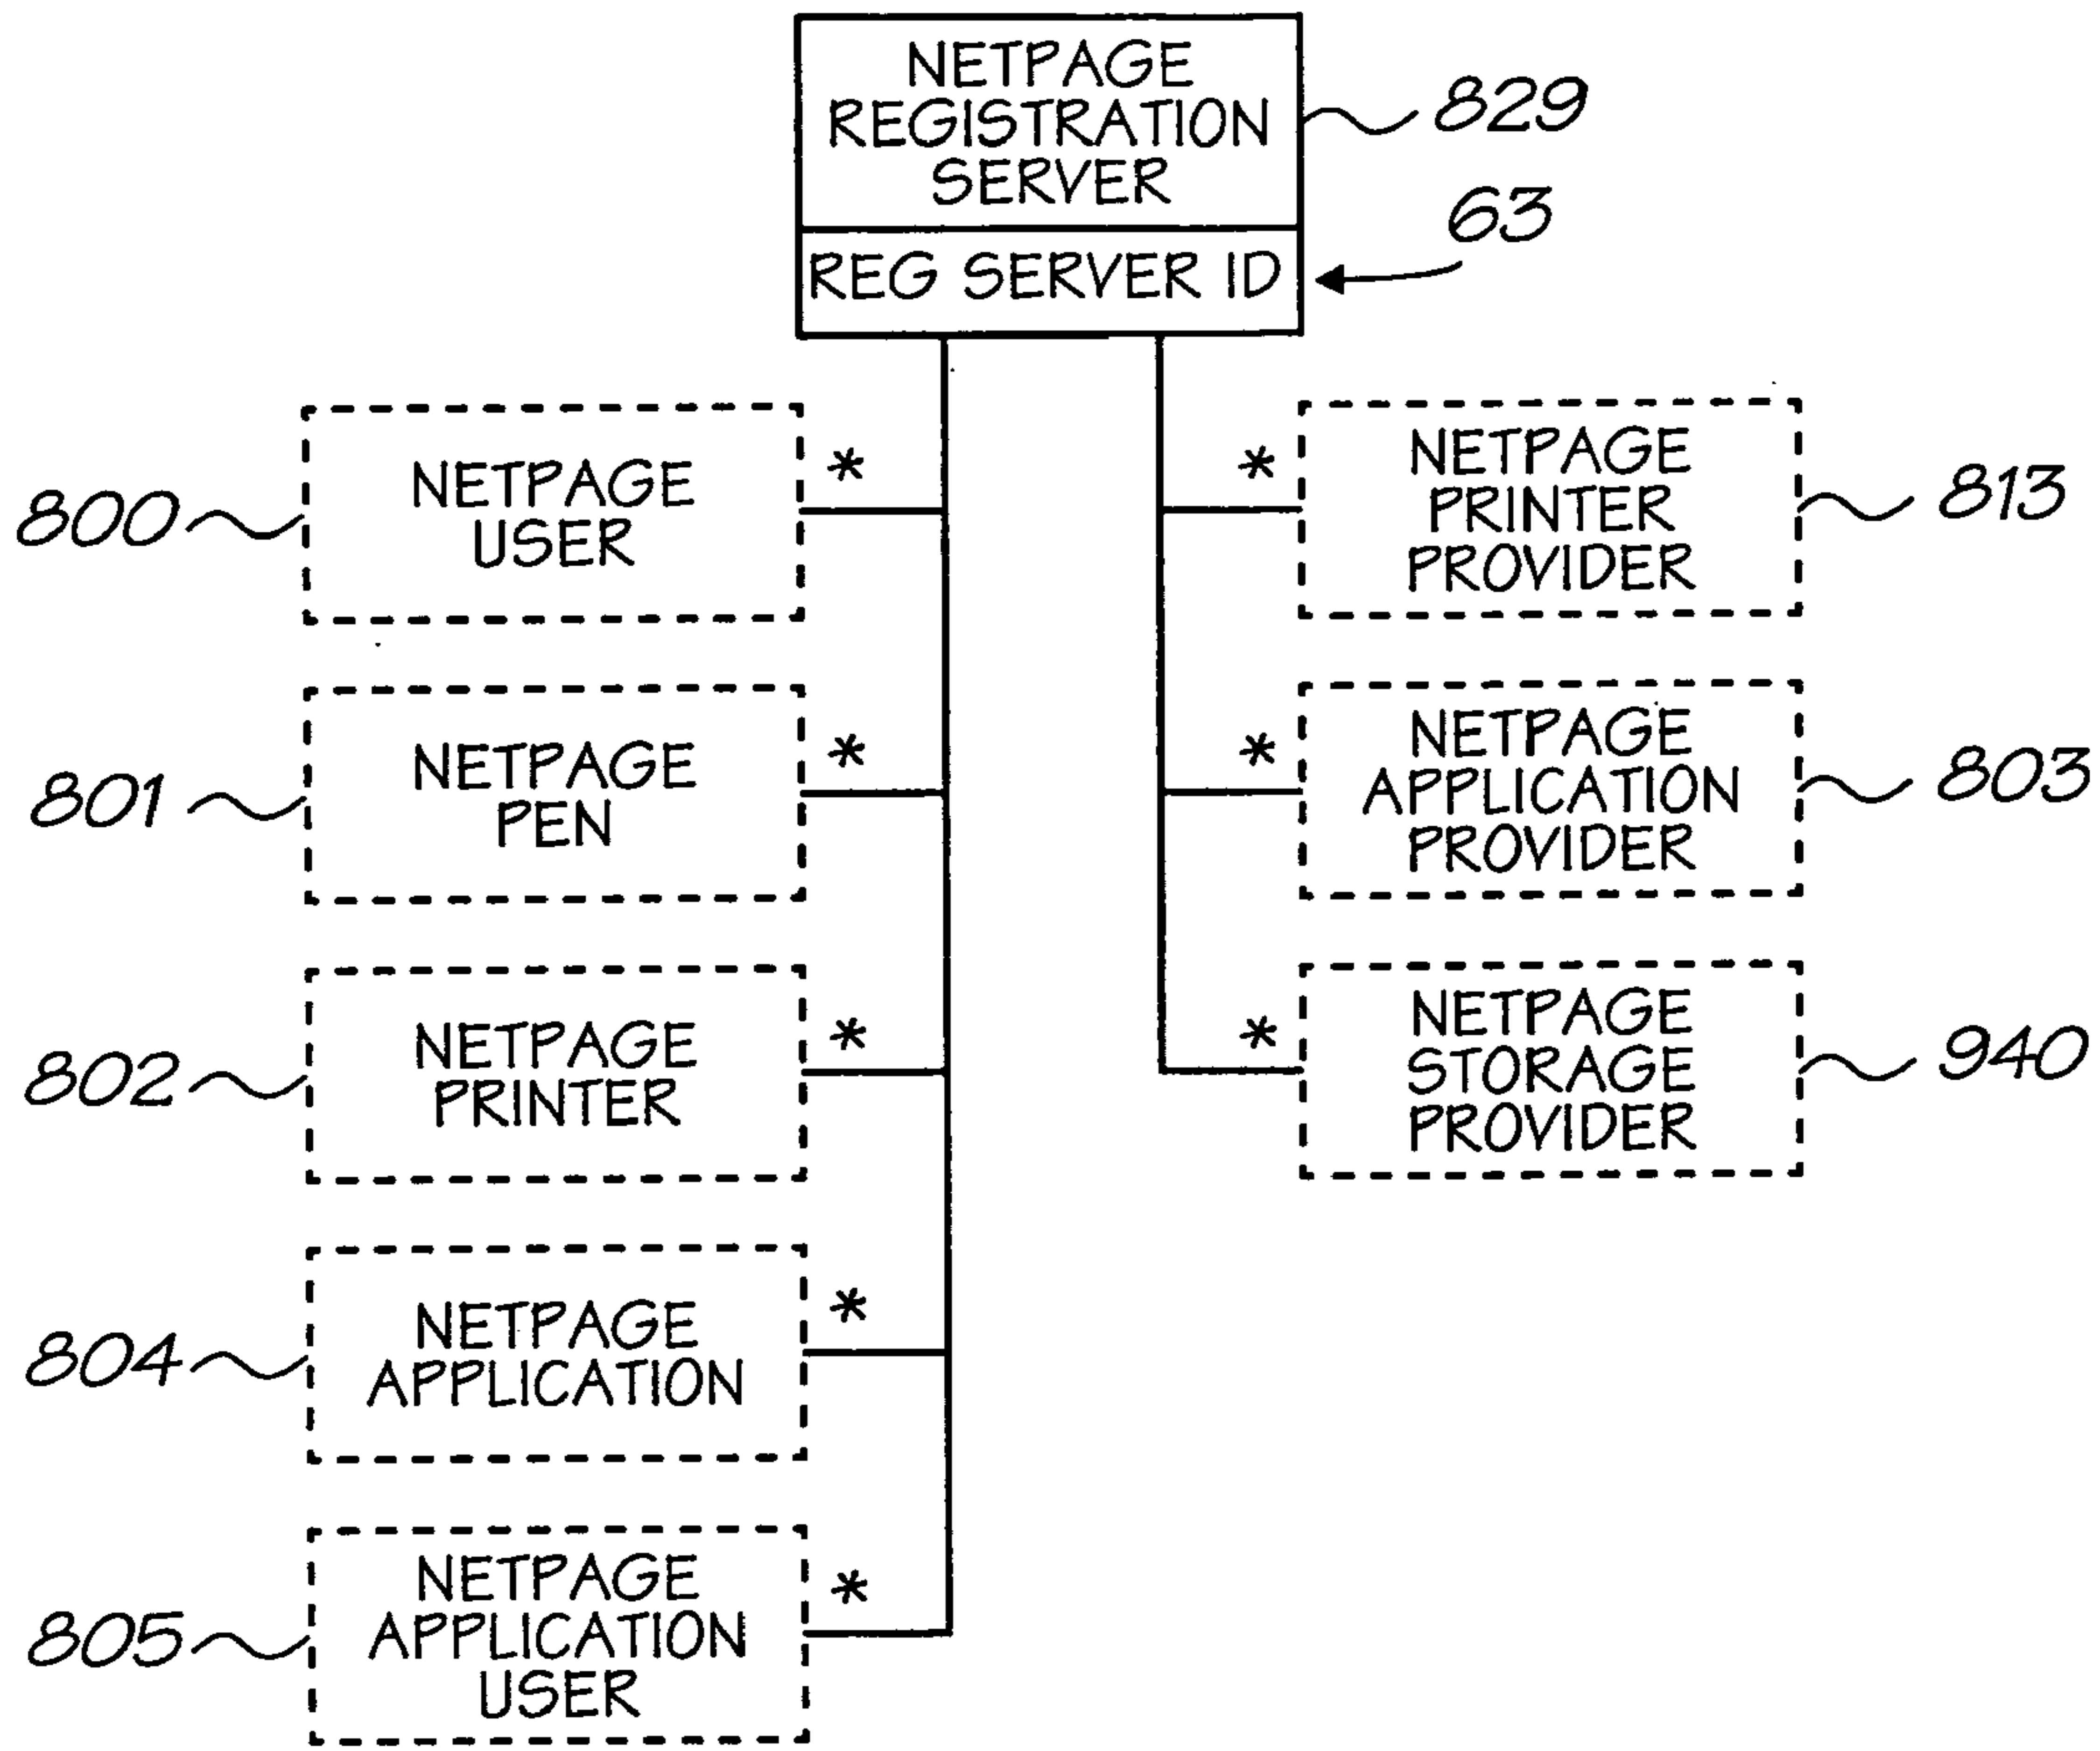 NETPAGE
REGISTRATION
SERVER
829
63
REG SERVER ID
800
NETPAGE
USER
*
*
NETPAGE
PRINTER
PROVIDER
813
801
NETPAGE
PEN
*
*
NETPAGE
APPLICATION
PROVIDER
803
802
NETPAGE
PRINTER
*
*
NETPAGE
STORAGE
PROVIDER
940
804
NETPAGE
APPLICATION
*
805
NETPAGE
APPLICATION
USER
*